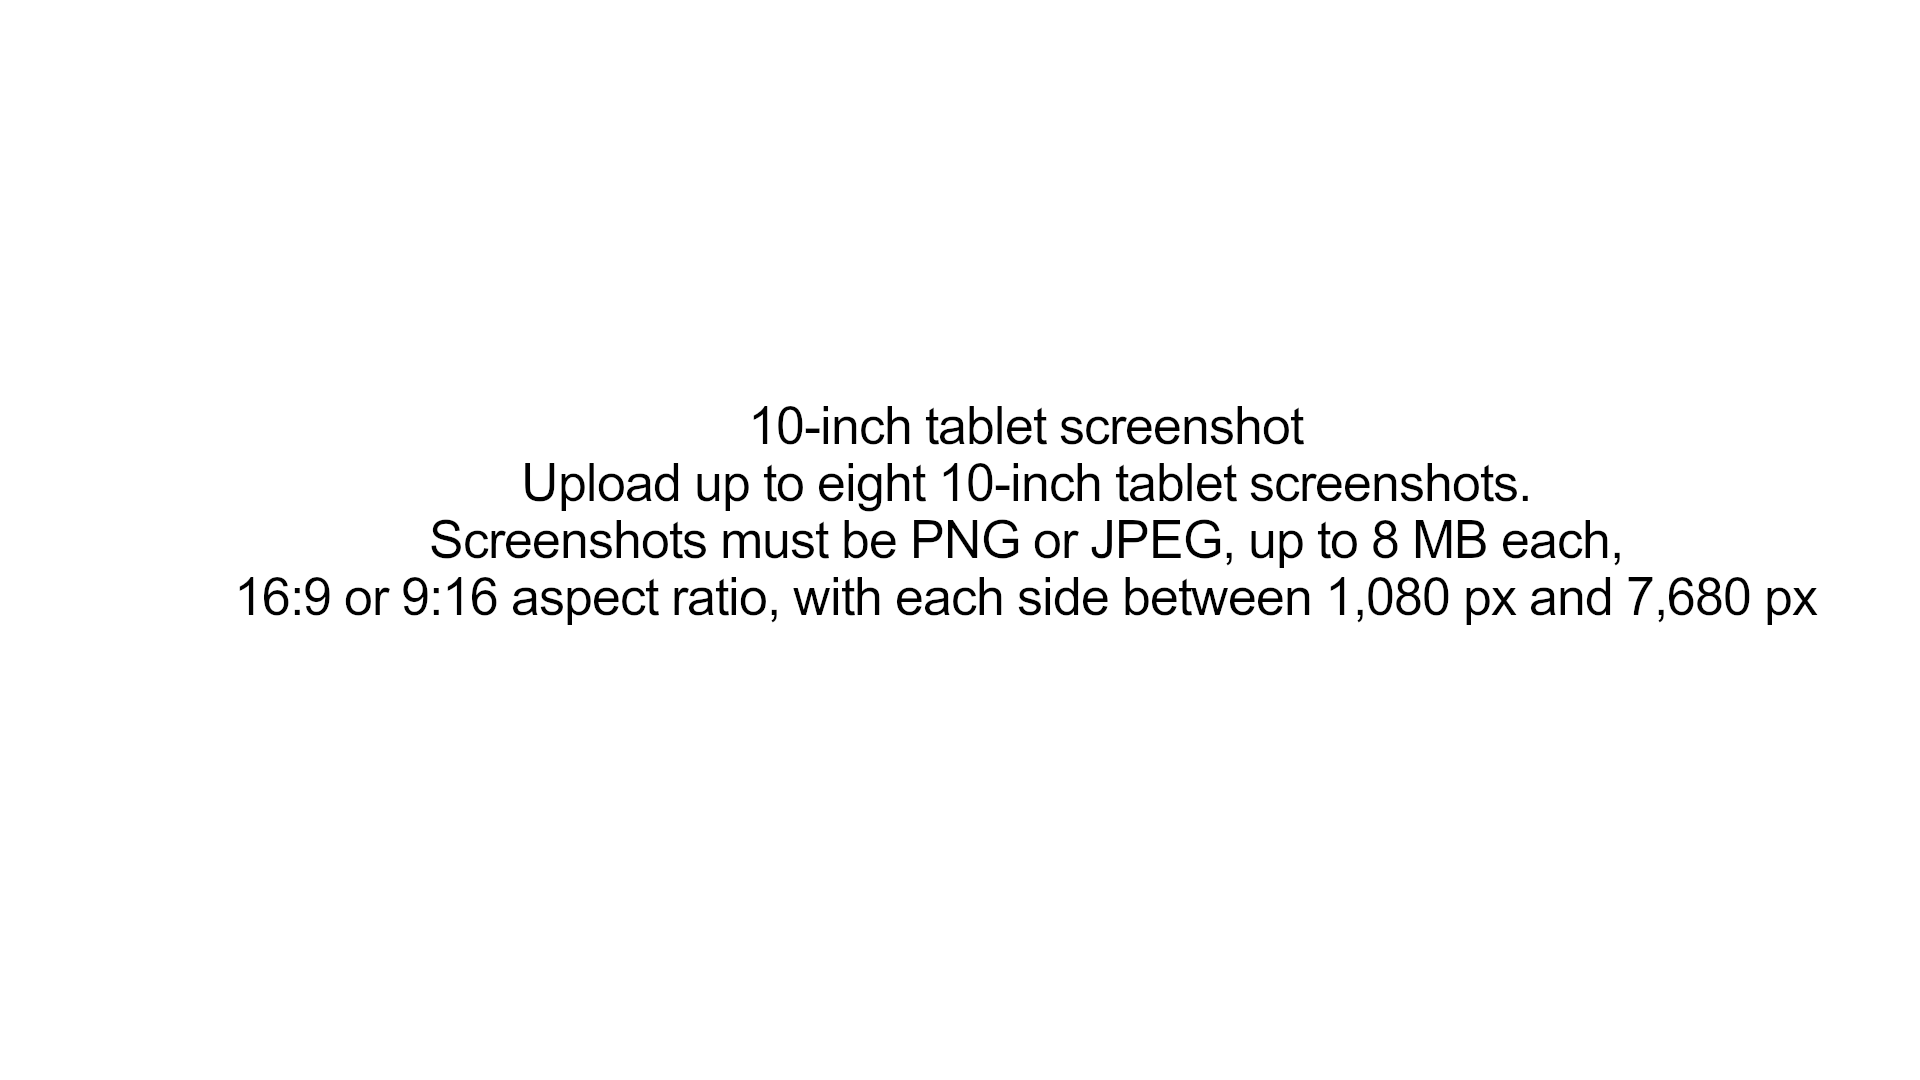 10-inch tablet screenshot
Upload up to eight 10-inch tablet screenshots.
Screenshots must be PNG or JPEG, up to 8 MB each,
16:9 or 9:16 aspect ratio, with each side between 1,080 px and 7,680 px